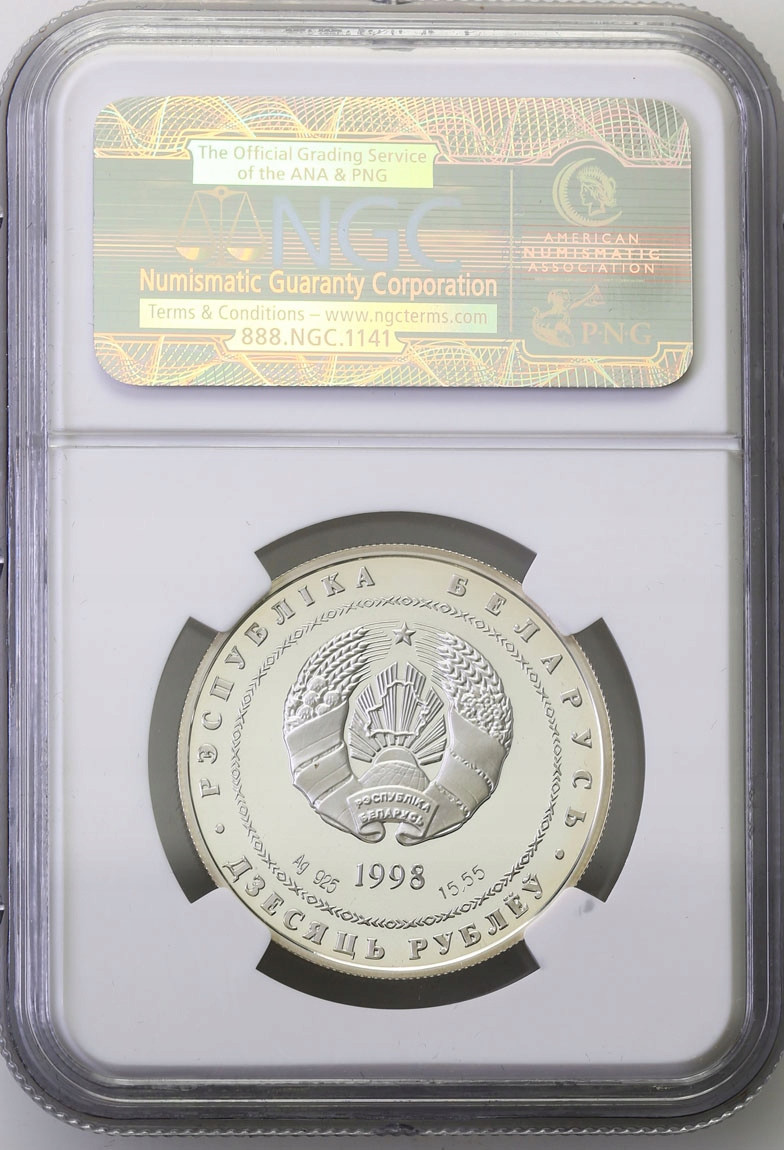 The Official Grading Service
of the ANA & PNG
NGC
Numismatic Guaranty Corporation
Terms & Conditions – www.ngcterms.com
888.NGC.1141
AMERICAN
NUMISMATIC
ASSOCIATION
P·N·G
РЭСПУБЛІКА БЕЛАРУСЬ
РЭСПУБЛІКА
БЕЛАРУСЬ
Ag 925
1998
15.55
ДЗЕСЯЦЬ РУБЛЁЎ